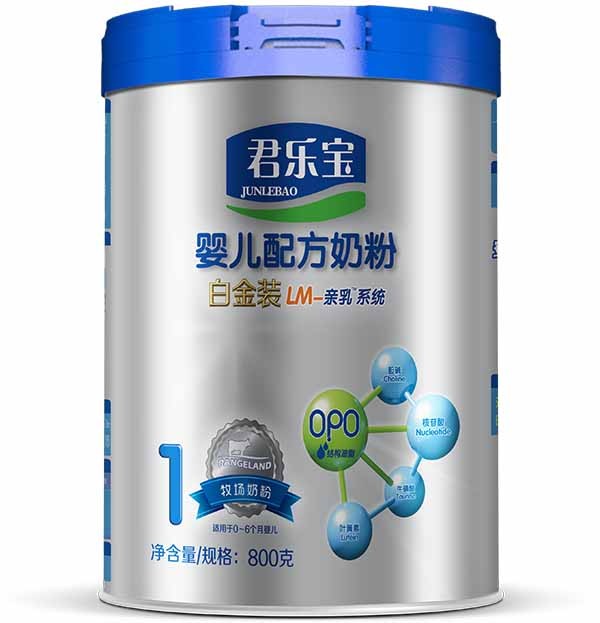 君乐宝
JUNLEBAO
婴儿配方奶粉
白金装 LM-亲乳™系统
胆碱
Choline
OPO
结构油脂
核苷酸
Nucleotide
牛磺酸
Taurine
叶黄素
Lutein
1
RANGELAND
牧场奶粉
适用于0~6个月婴儿
净含量/规格：800克